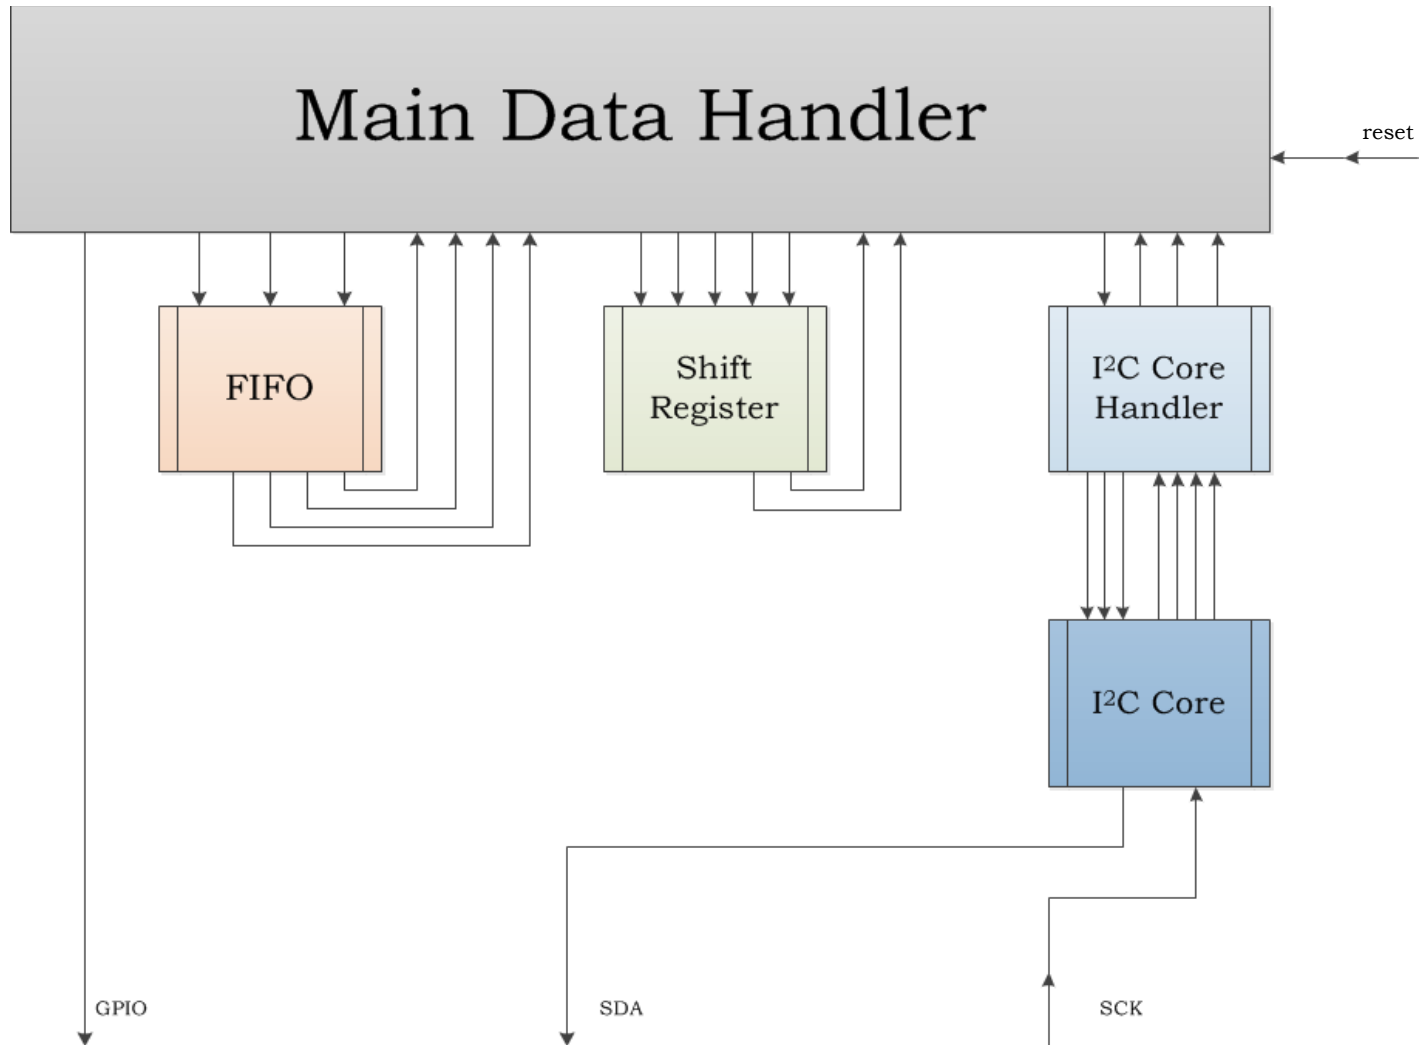 Main Data Handler
reset
FIFO
Shift
Register
I²C Core
Handler
I²C Core
GPIO
SDA
SCK